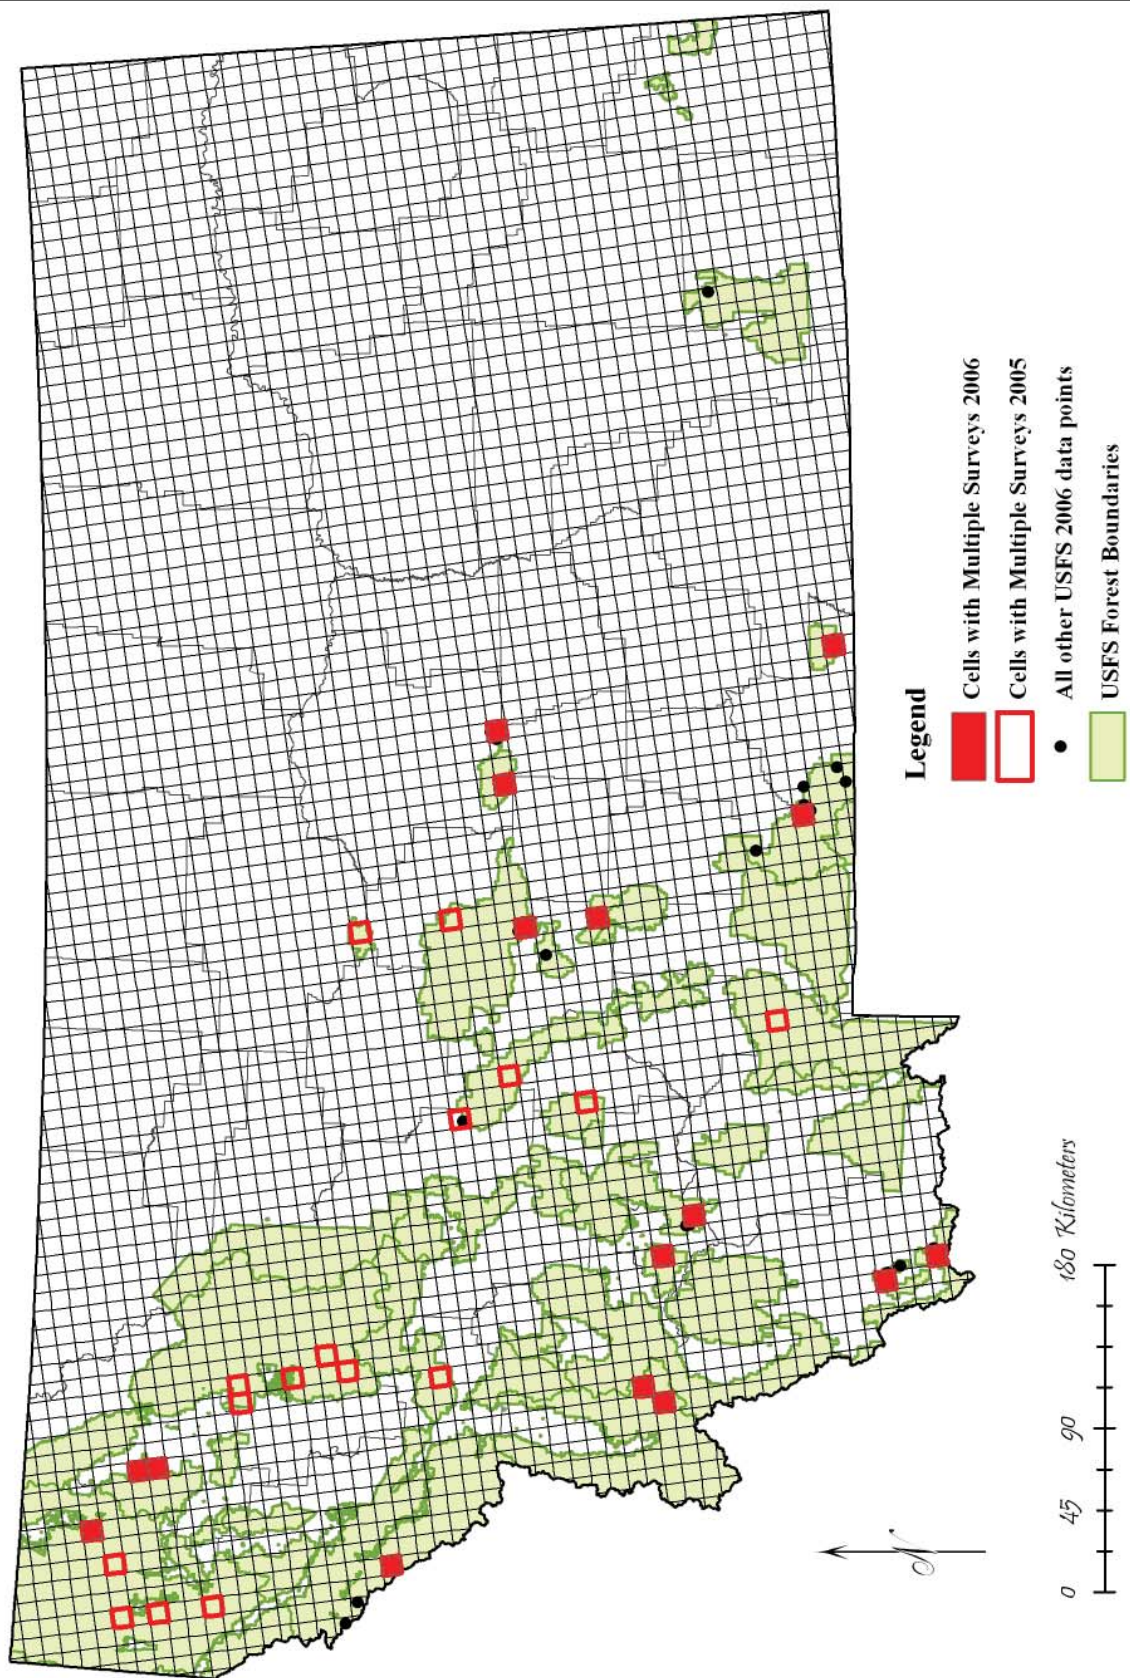 Legend
Cells with Multiple Surveys 2006
Cells with Multiple Surveys 2005
All other USFS 2006 data points
USFS Forest Boundaries
N
0 45 90 180 Kilometers